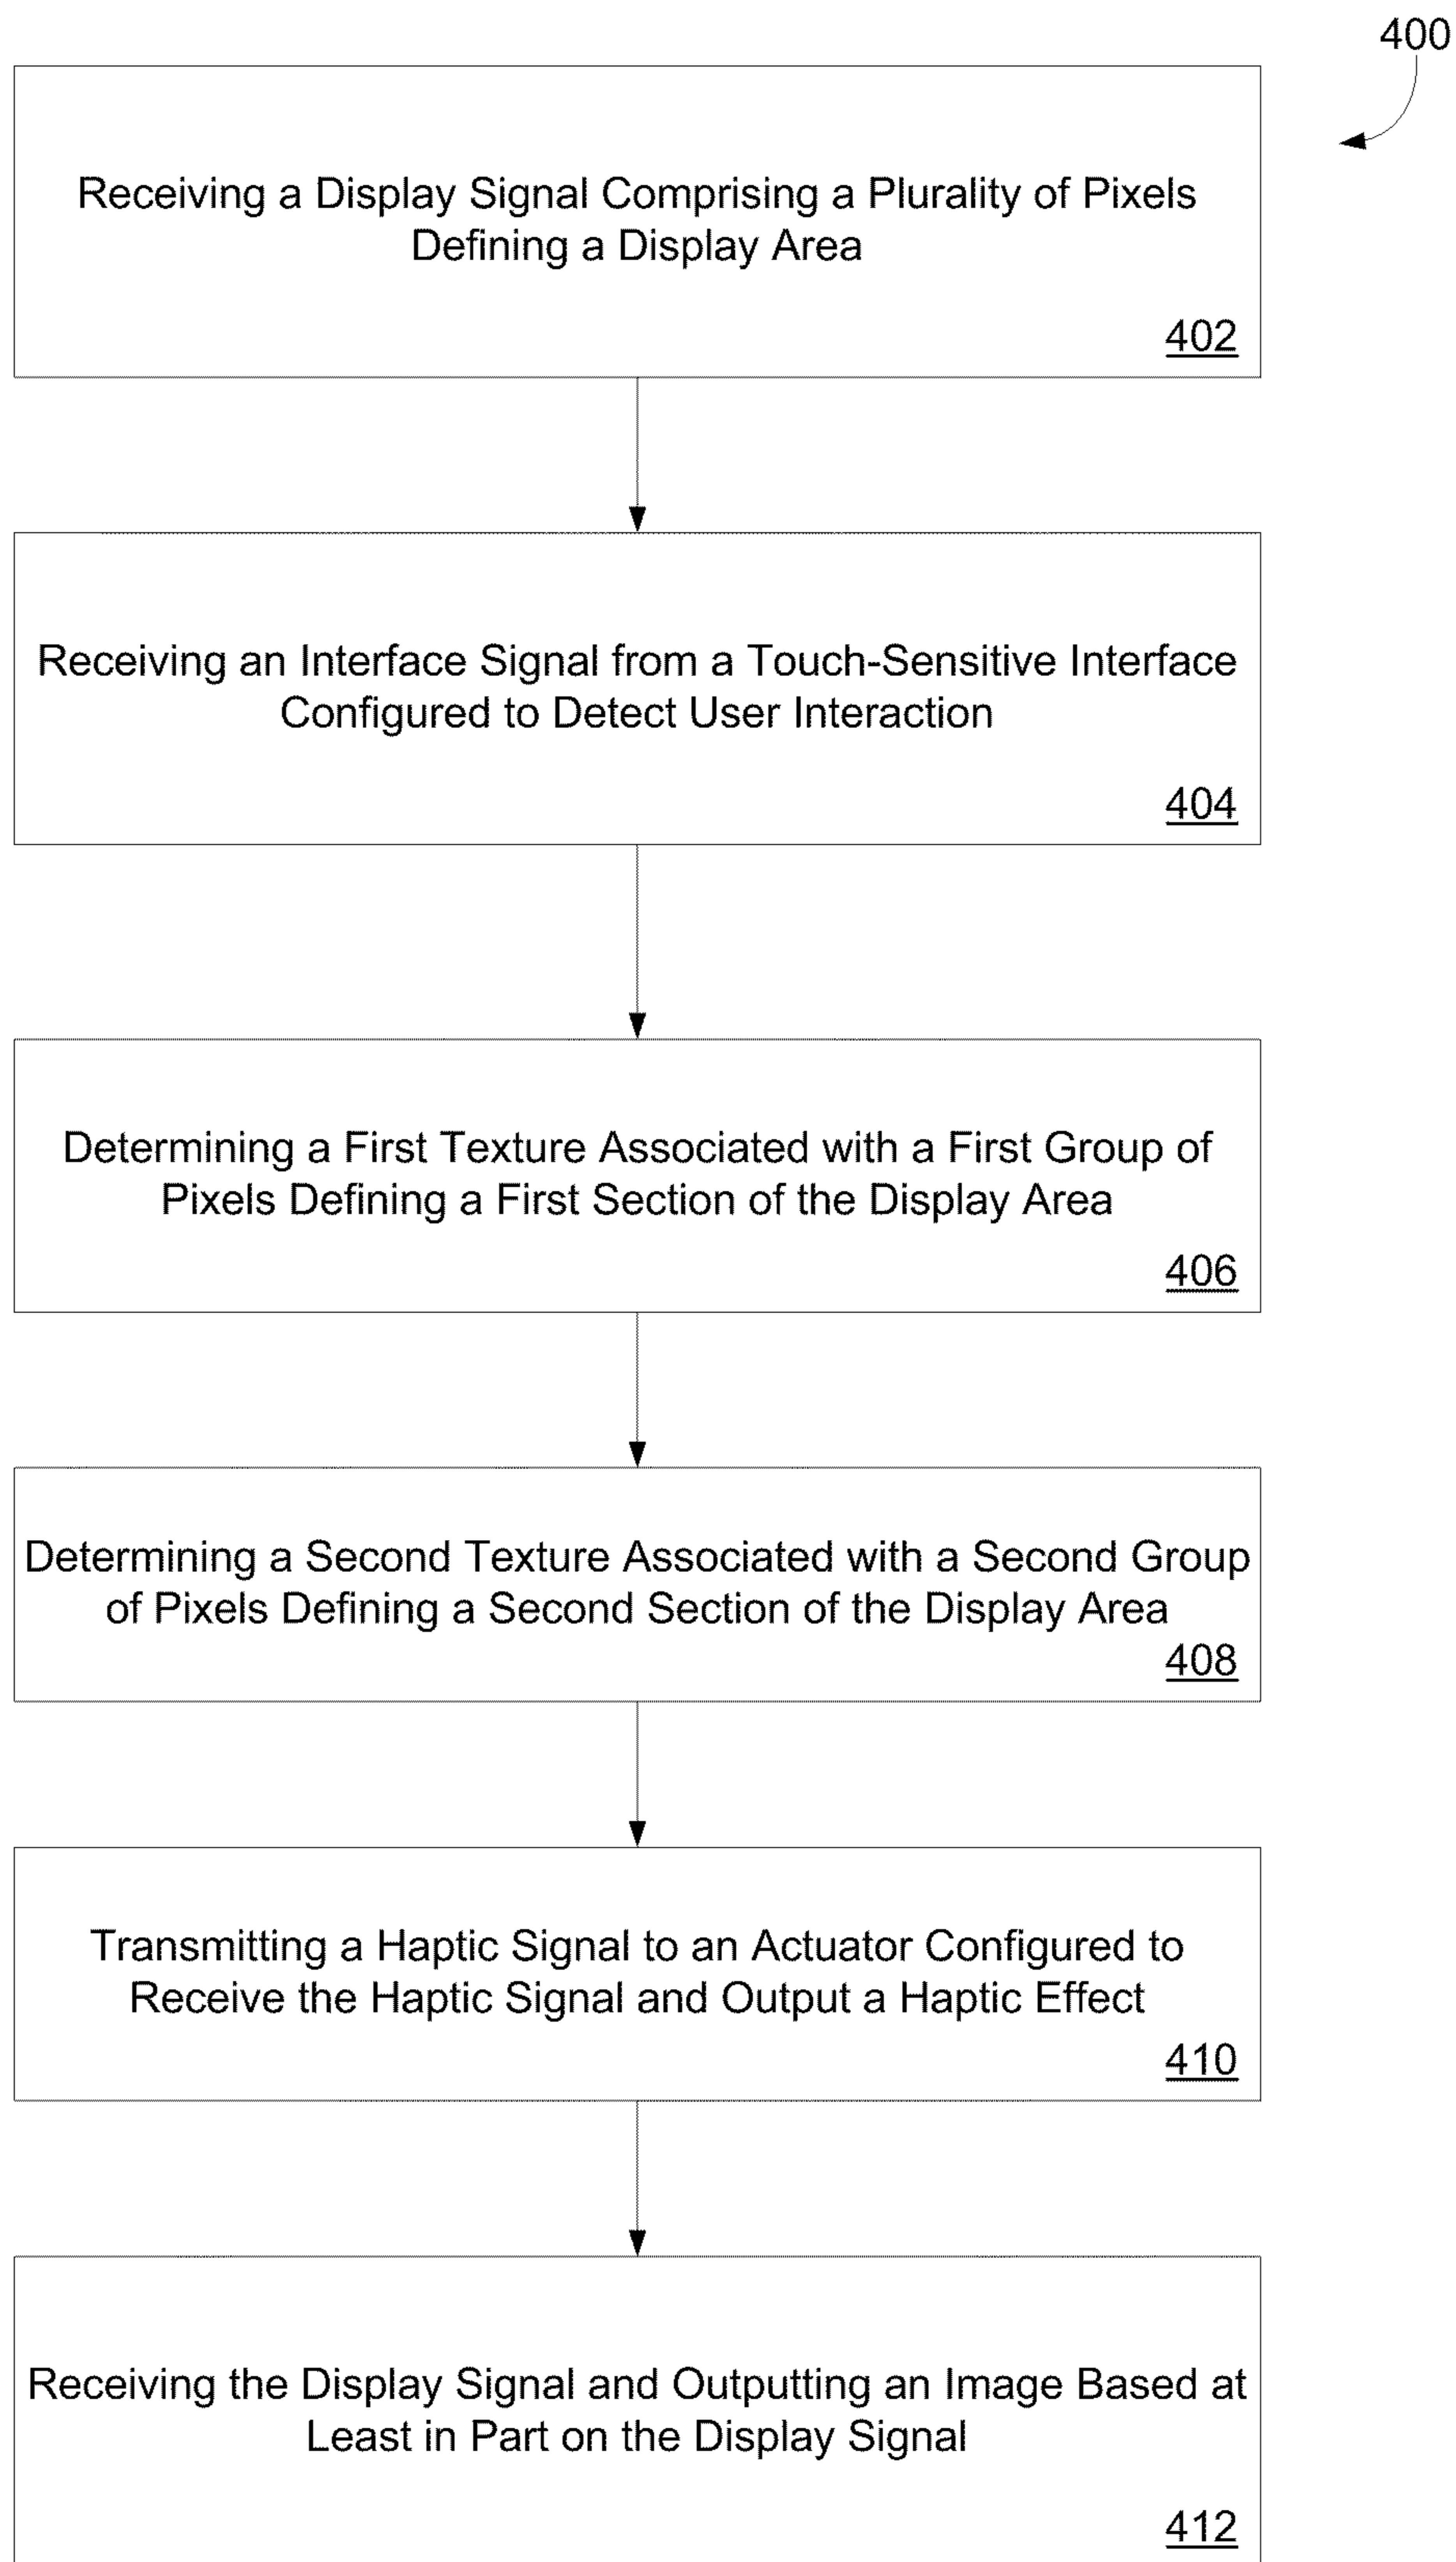 400
Receiving a Display Signal Comprising a Plurality of Pixels
Defining a Display Area
402
Receiving an Interface Signal from a Touch-Sensitive Interface
Configured to Detect User Interaction
404
Determining a First Texture Associated with a First Group of
Pixels Defining a First Section of the Display Area
406
Determining a Second Texture Associated with a Second Group
of Pixels Defining a Second Section of the Display Area
408
Transmitting a Haptic Signal to an Actuator Configured to
Receive the Haptic Signal and Output a Haptic Effect
410
Receiving the Display Signal and Outputting an Image Based at
Least in Part on the Display Signal
412